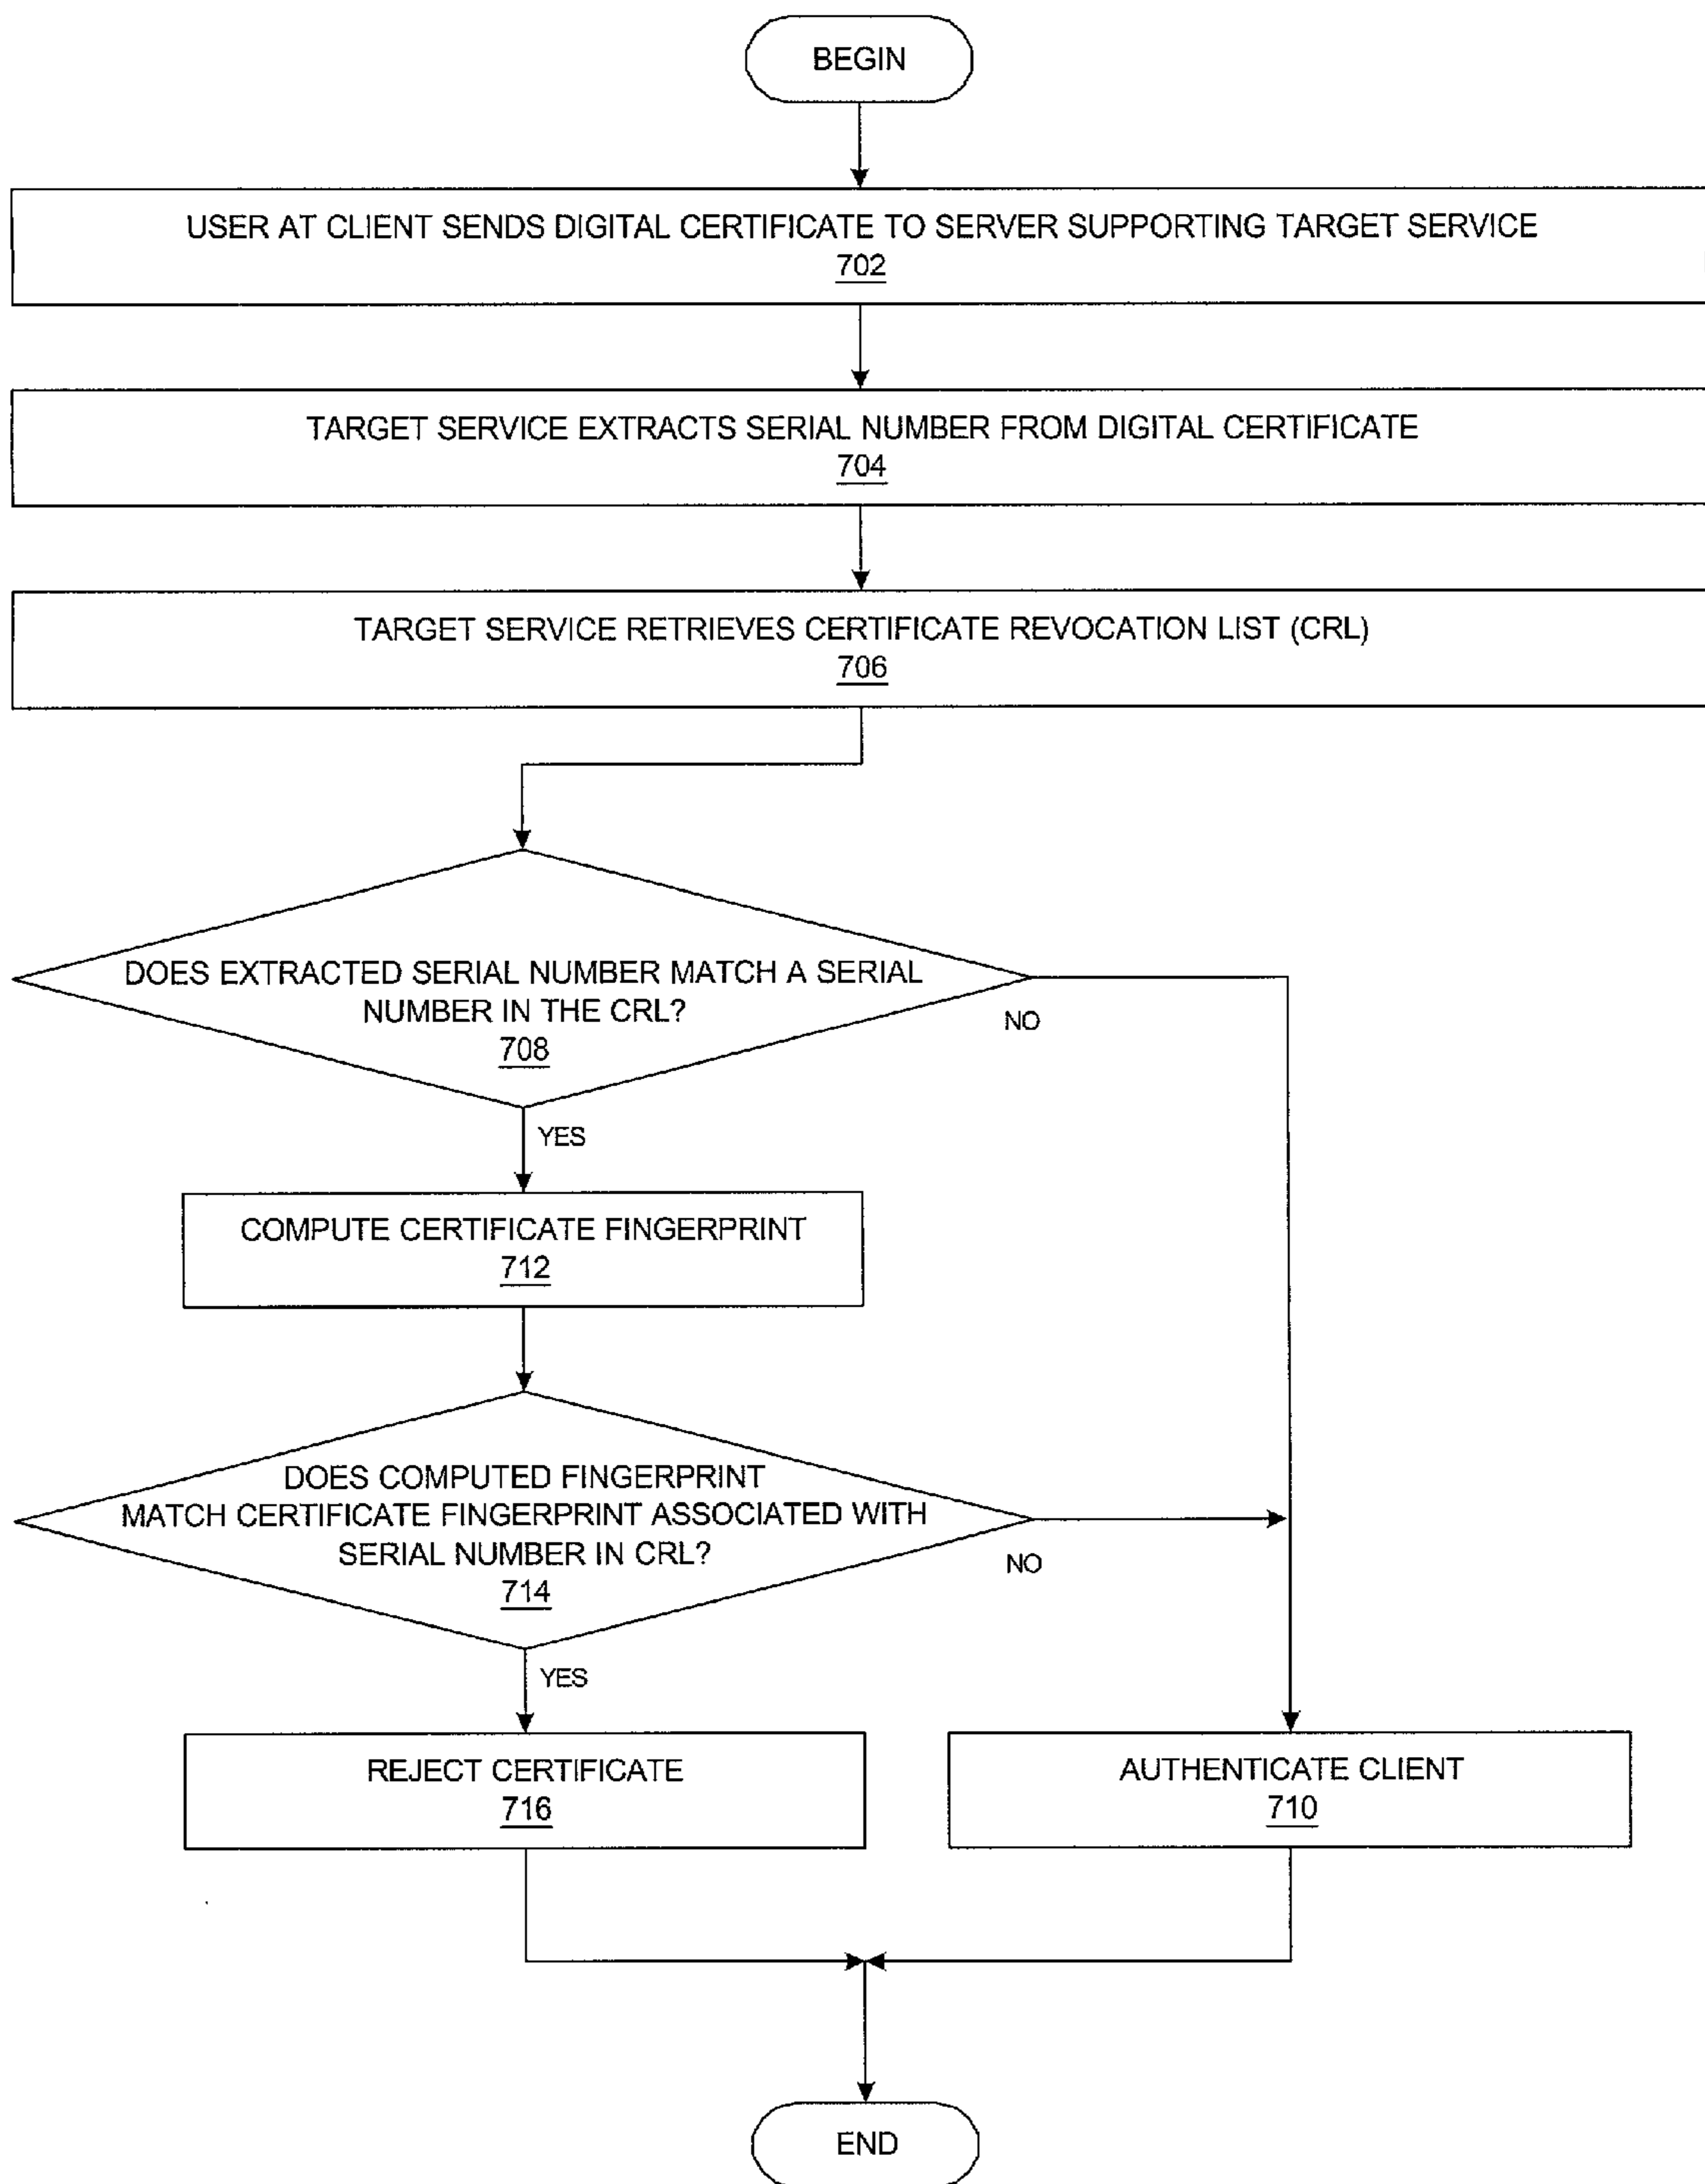 BEGIN
USER AT CLIENT SENDS DIGITAL CERTIFICATE TO SERVER SUPPORTING TARGET SERVICE
702
TARGET SERVICE EXTRACTS SERIAL NUMBER FROM DIGITAL CERTIFICATE
704
TARGET SERVICE RETRIEVES CERTIFICATE REVOCATION LIST (CRL)
706
DOES EXTRACTED SERIAL NUMBER MATCH A SERIAL
NUMBER IN THE CRL?
708
NO
YES
COMPUTE CERTIFICATE FINGERPRINT
712
DOES COMPUTED FINGERPRINT
MATCH CERTIFICATE FINGERPRINT ASSOCIATED WITH
SERIAL NUMBER IN CRL?
714
NO
YES
REJECT CERTIFICATE
716
AUTHENTICATE CLIENT
710
END